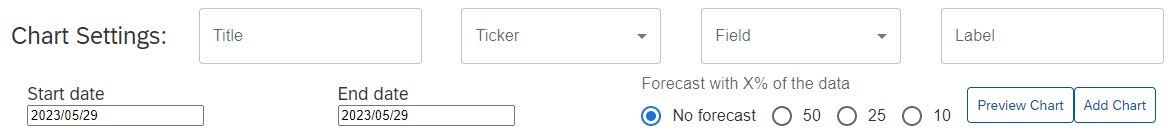 Chart Settings: Title Ticker Field Label
Forecast with X% of the data
Start date End date
2023/05/29 2023/05/29
No forecast 50 25 10 Preview Chart Add Chart